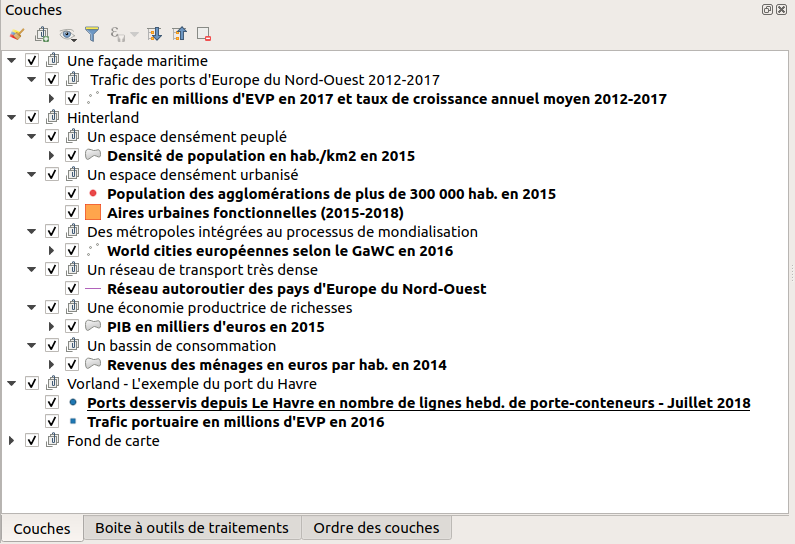 Couches
Une façade maritime
Trafic des ports d'Europe du Nord-Ouest 2012-2017
Trafic en millions d'EVP en 2017 et taux de croissance annuel moyen 2012-2017
Hinterland
Un espace densément peuplé
Densité de population en hab./km2 en 2015
Un espace densément urbanisé
Population des agglomérations de plus de 300 000 hab. en 2015
Aires urbaines fonctionnelles (2015-2018)
Des métropoles intégrées au processus de mondialisation
World cities européennes selon le GaWC en 2016
Un réseau de transport très dense
Réseau autoroutier des pays d'Europe du Nord-Ouest
Une économie productrice de richesses
PIB en milliers d'euros en 2015
Un bassin de consommation
Revenus des ménages en euros par hab. en 2014
Vorland - L'exemple du port du Havre
Ports desservis depuis Le Havre en nombre de lignes hebd. de porte-conteneurs - Juillet 2018
Trafic portuaire en millions d'EVP en 2016
Fond de carte
Couches Boite à outils de traitements Ordre des couches